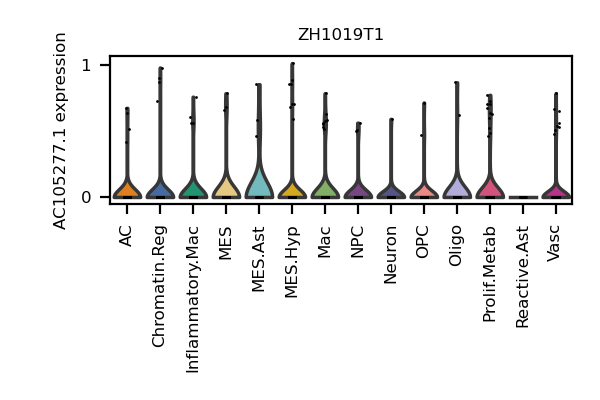 ZH1019T1
AC105277.1 expression
1
0
AC
Chromatin.Reg
Inflammatory.Mac
MES
MES.Ast
MES.Hyp
Mac
NPC
Neuron
OPC
Oligo
Prolif.Metab
Reactive.Ast
Vasc